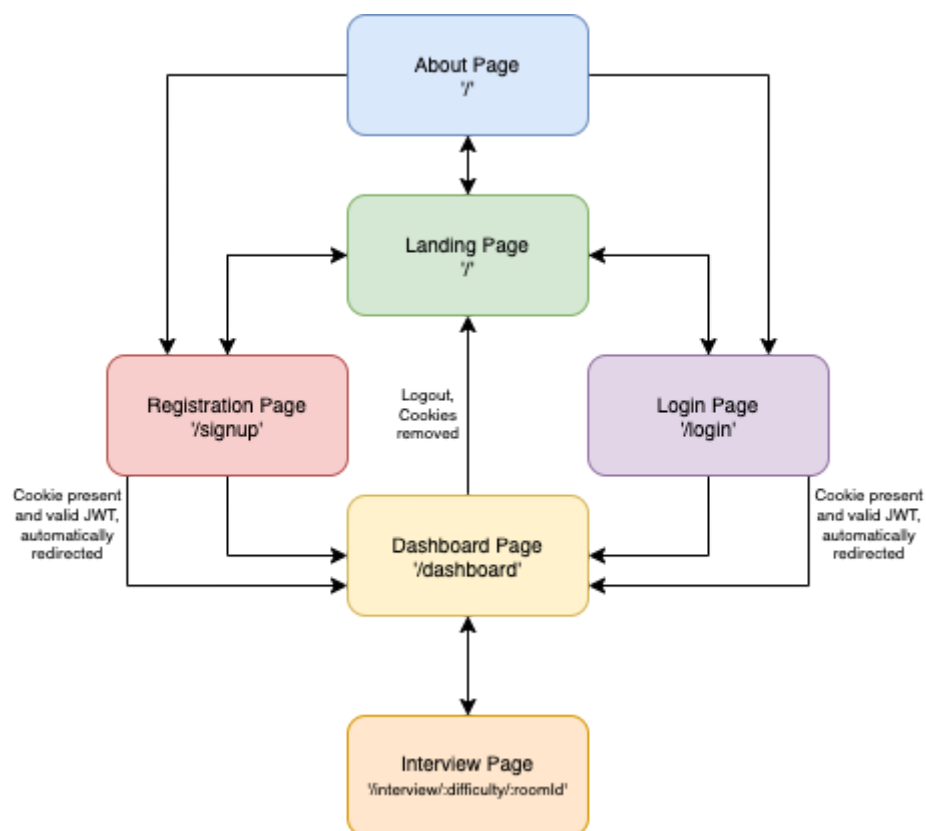 About Page
'/'
Landing Page
'/'
Registration Page
'/signup'
Logout,
Cookies
removed
Login Page
'/login'
Cookie present
and valid JWT,
automatically
redirected
Dashboard Page
'/dashboard'
Cookie present
and valid JWT,
automatically
redirected
Interview Page
'/interview/:difficulty/:roomId'